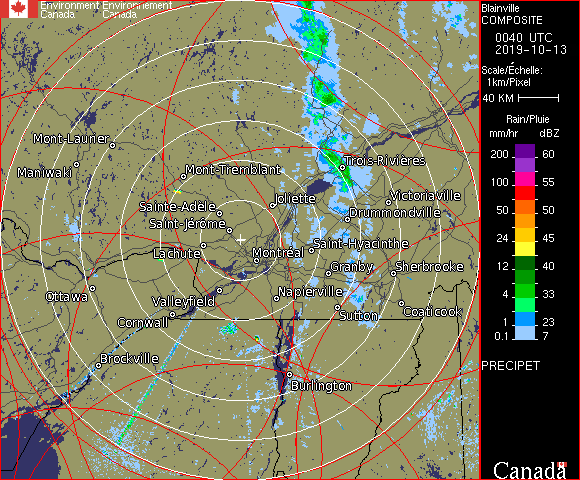 Environment Environnement
Canada Canada
Blainville
COMPOSITE
0040 UTC
2019-10-13
Scale/Échelle:
1km/Pixel
40 KM
Rain/Pluie
mm/hr dBZ
200 60
100 55
50 50
24 45
12 40
4 33
1 23
0.1 7
PRECIPET
Mont-Laurier
Maniwaki
Mont-Tremblant
Trois-Rivières
Sainte-Adèle
Joliette
Victoriaville
Saint-Jérôme
Drummondville
Lachute
Montréal
Saint-Hyacinthe
Granby
Sherbrooke
Ottawa
Valleyfield
Napierville
Cornwall
Sutton
Coaticook
Brockville
Burlington
Canada